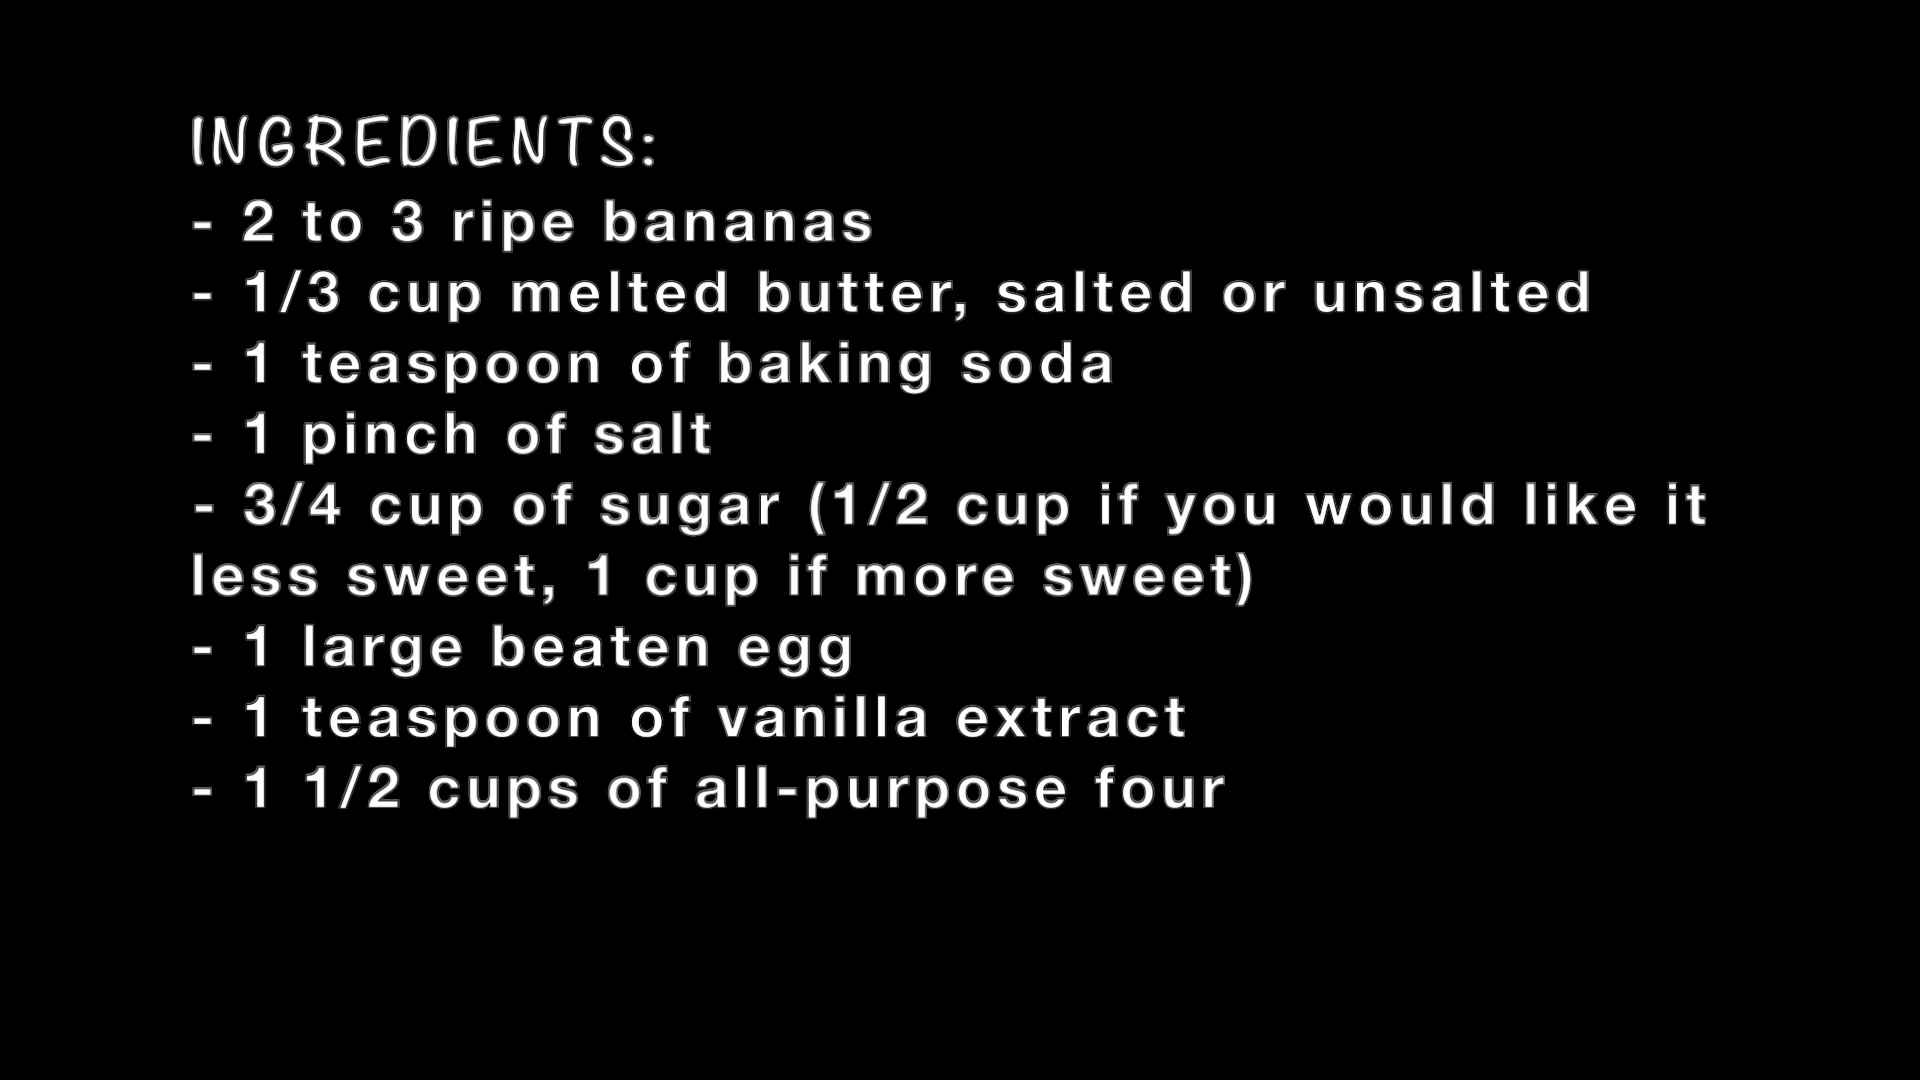 INGREDIENTS:
- 2 to 3 ripe bananas
- 1/3 cup melted butter, salted or unsalted
- 1 teaspoon of baking soda
- 1 pinch of salt
- 3/4 cup of sugar (1/2 cup if you would like it
less sweet, 1 cup if more sweet)
- 1 large beaten egg
- 1 teaspoon of vanilla extract
- 1 1/2 cups of all-purpose four